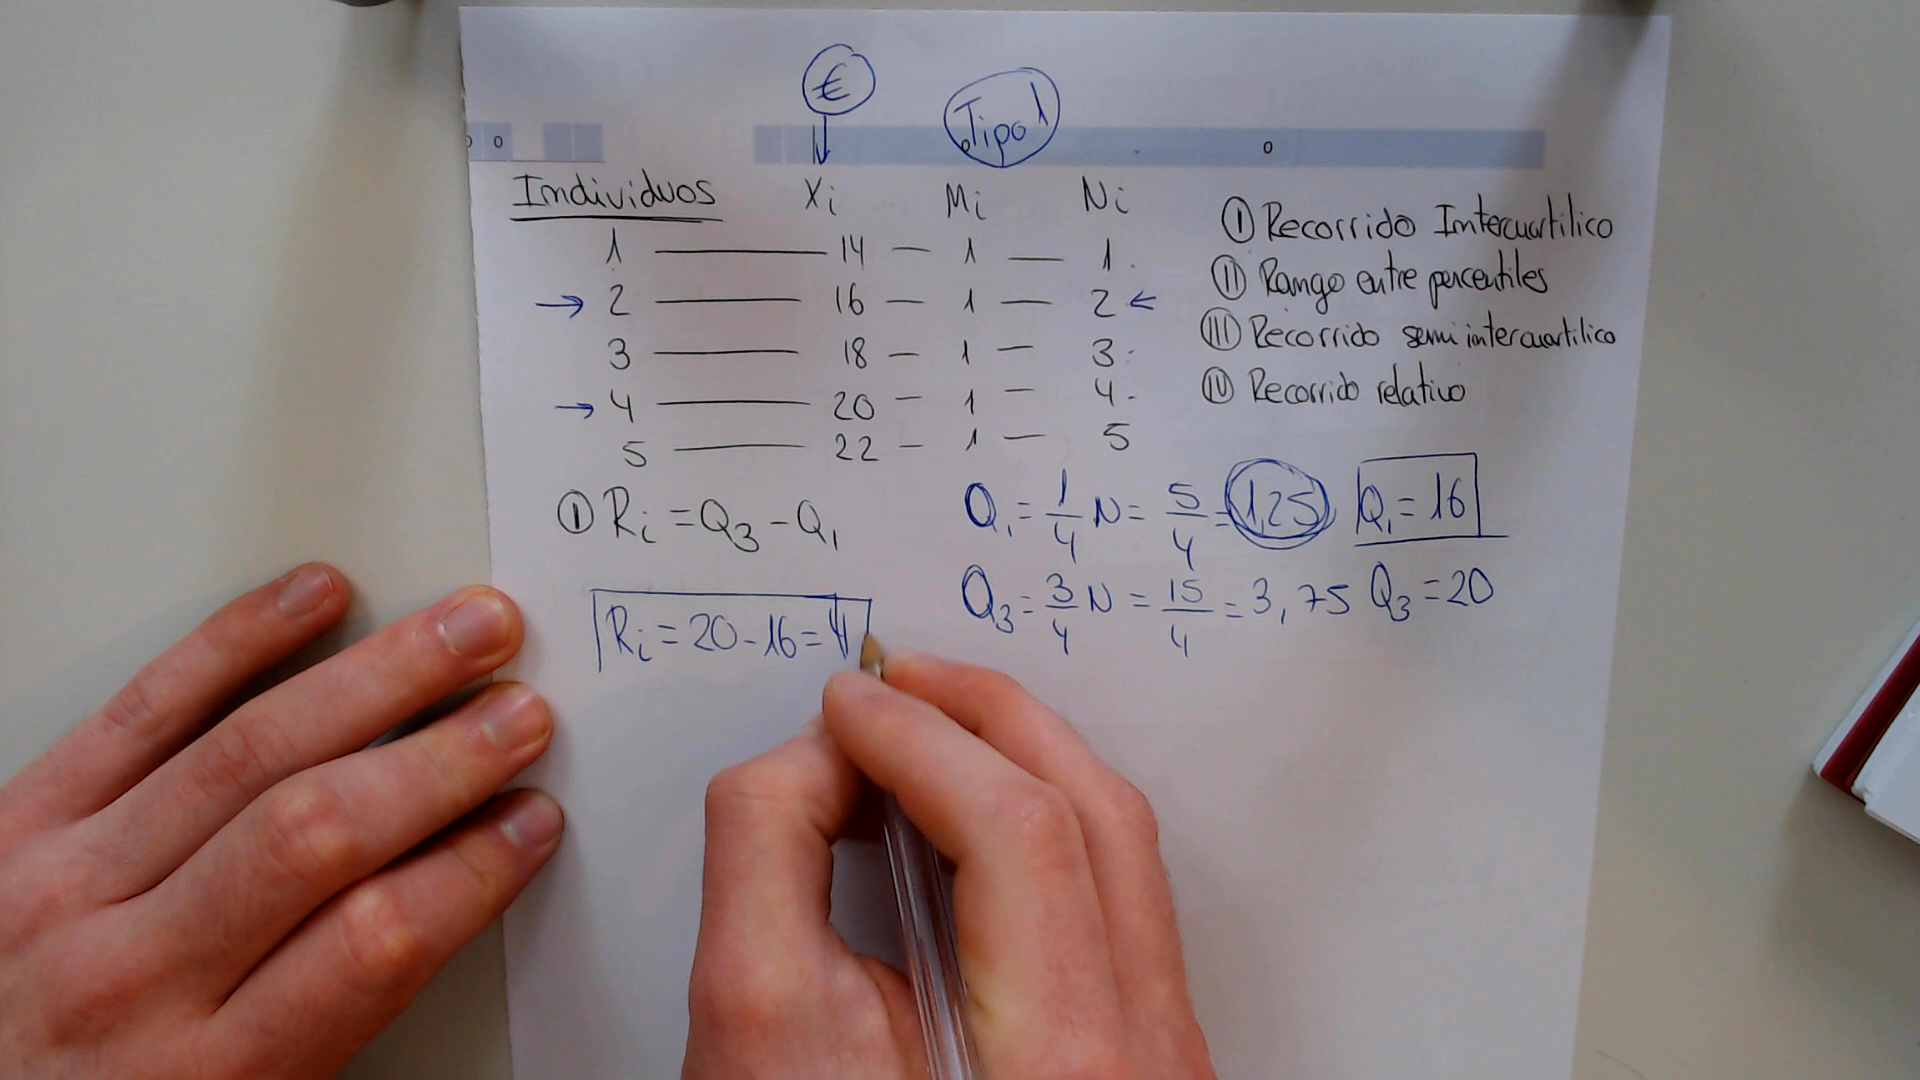 €
Tipo 1
o
o
Individuos Xi Mi Ni
1 — 14 — 1 — 1.
→ 2 — 16 — 1 — 2 ←
3 — 18 — 1 — 3.
→ 4 — 20 — 1 — 4.
5 — 22 — 1 — 5
Ⓘ Recorrido Intercuartilico
Ⅱ Rango entre percentiles
Ⅲ Recorrido semi intercuartilico
Ⅳ Recorrido relativo
Ⓘ Ri = Q3 - Q1
Q1 = 1/4 N = 5/4 = 1,25 Q1 = 16
Q3 = 3/4 N = 15/4 = 3,75 Q3 = 20
Ri = 20 - 16 = 4